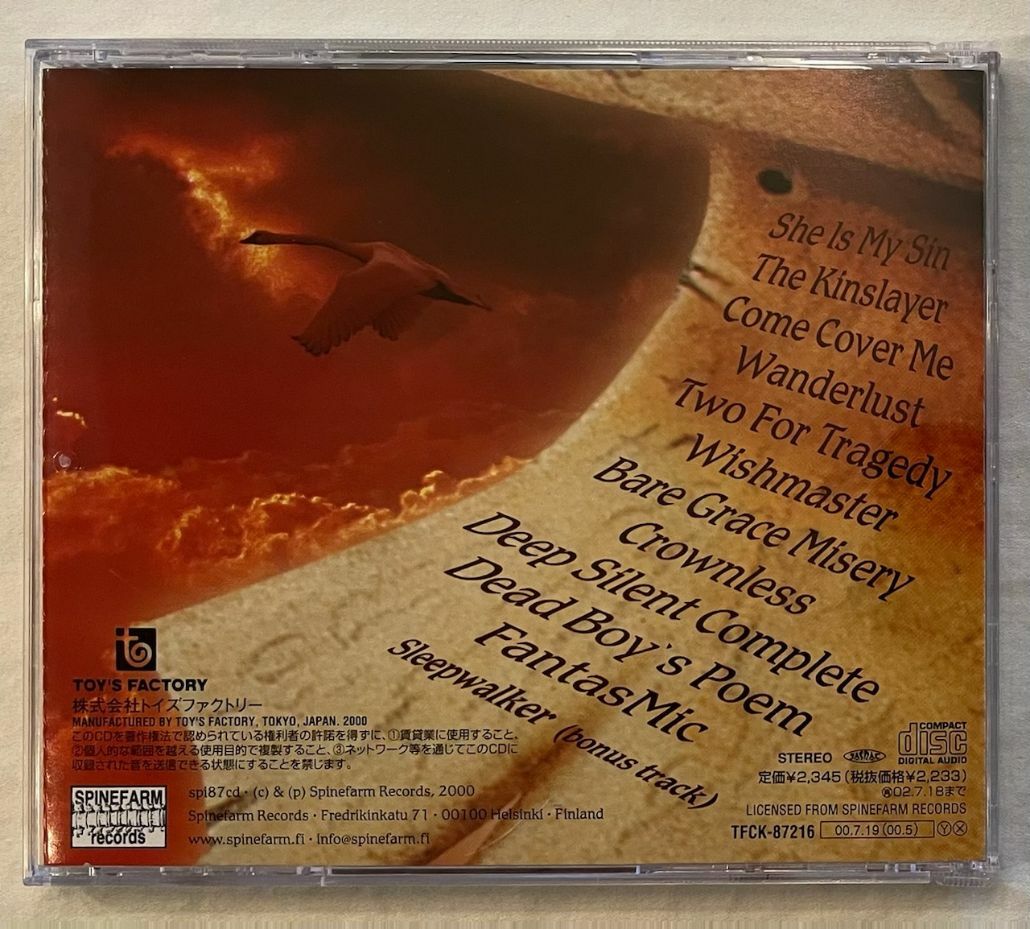 She Is My Sin
The Kinslayer
Come Cover Me
Wanderlust
Two For Tragedy
Wishmaster
Bare Grace Misery
Crownless
Deep Silent Complete
Dead Boy`s Poem
FantasMic
Sleepwalker (bonus track)
TOY'S FACTORY
株式会社トイズファクトリー
MANUFACTURED BY TOY'S FACTORY, TOKYO, JAPAN. 2000
このCDを著作権法で認められている権利者の許諾を得ずに、①賃貸業に使用すること、
②個人的な範囲を越える使用目的で複製すること、③ネットワーク等を通じてこのCDに
収録された音を送信できる状態にすることを禁じます。
SPINEFARM
records
spi87cd · (c) & (p) Spinefarm Records, 2000
Spinefarm Records · Fredrikinkatu 71 · 00100 Helsinki · Finland
www.spinefarm.fi · info@spinefarm.fi
COMPACT
disc
DIGITAL AUDIO
STEREO JASRAC
定価¥2,345 (税抜価格¥2,233)
02.7.18まで
LICENSED FROM SPINEFARM RECORDS
TFCK-87216 00.7.19 (00.5) Ⓨ Ⓧ